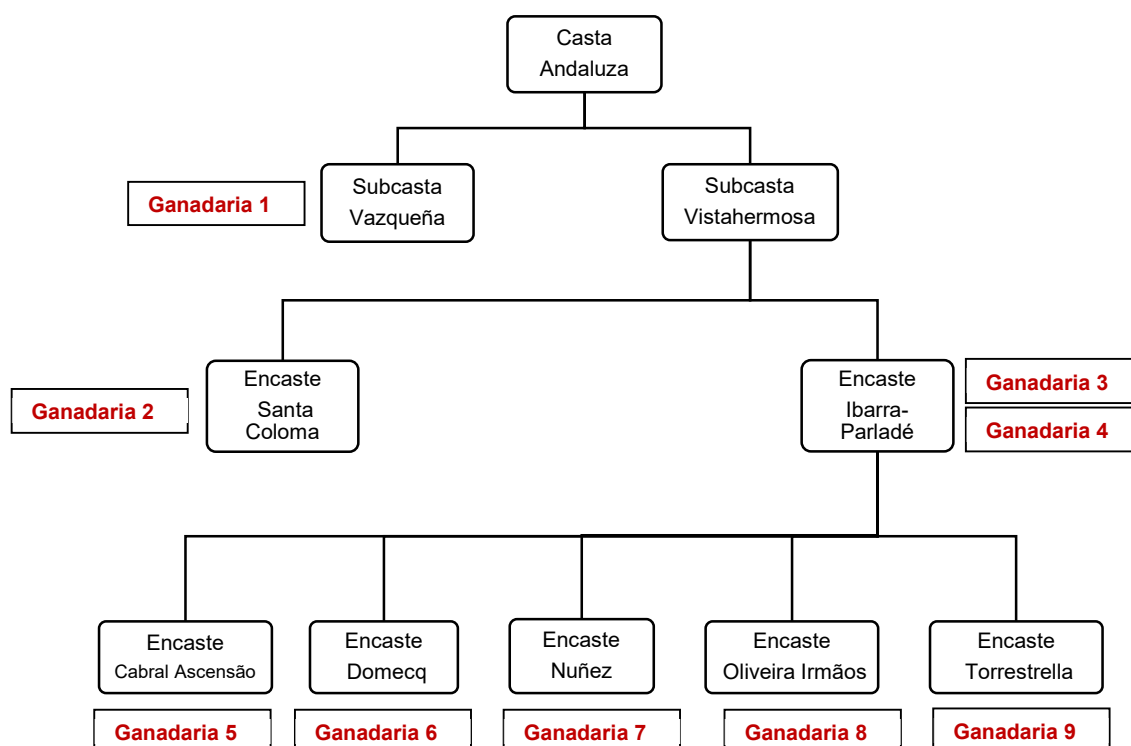 Casta
Andaluza
Ganadaria 1
Subcasta
Vazqueña
Subcasta
Vistahermosa
Ganadaria 2
Encaste
Santa
Coloma
Encaste
Ibarra-
Parladé
Ganadaria 3
Ganadaria 4
Encaste
Cabral Ascensão
Encaste
Domecq
Encaste
Nuñez
Encaste
Oliveira Irmãos
Encaste
Torrestrella
Ganadaria 5
Ganadaria 6
Ganadaria 7
Ganadaria 8
Ganadaria 9